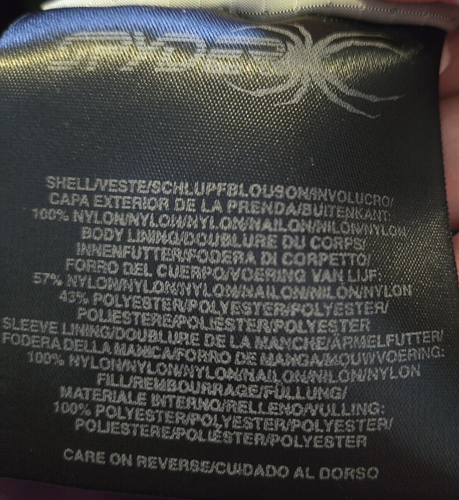 SPYDER
SHELL/VESTE/SCHLUPFBLOUSON/INVOLUCRO/
CAPA EXTERIOR DE LA PRENDA/BUITENKANT:
100% NYLON/NYLON/NYLON/NAILON/NILÓN/NYLON
BODY LINING/DOUBLURE DU CORPS/
INNENFUTTER/FODERA DI CORPETTO/
FORRO DEL CUERPO/VOERING VAN LIJF:
57% NYLON/NYLON/NYLON/NAILON/NILÓN/NYLON
43% POLYESTER/POLYESTER/POLYESTER/
POLIESTERE/POLIÉSTER/POLYESTER
SLEEVE LINING/DOUBLURE DE LA MANCHE/ÄRMELFUTTER/
FODERA DELLA MANICA/FORRO DE MANGA/MOUWVOERING:
100% NYLON/NYLON/NYLON/NAILON/NILÓN/NYLON
FILL/REMBOURRAGE/FÜLLUNG/
MATERIALE INTERNO/RELLENO/VULLING:
100% POLYESTER/POLYESTER/POLYESTER/
POLIESTERE/POLIÉSTER/POLYESTER
CARE ON REVERSE/CUIDADO AL DORSO